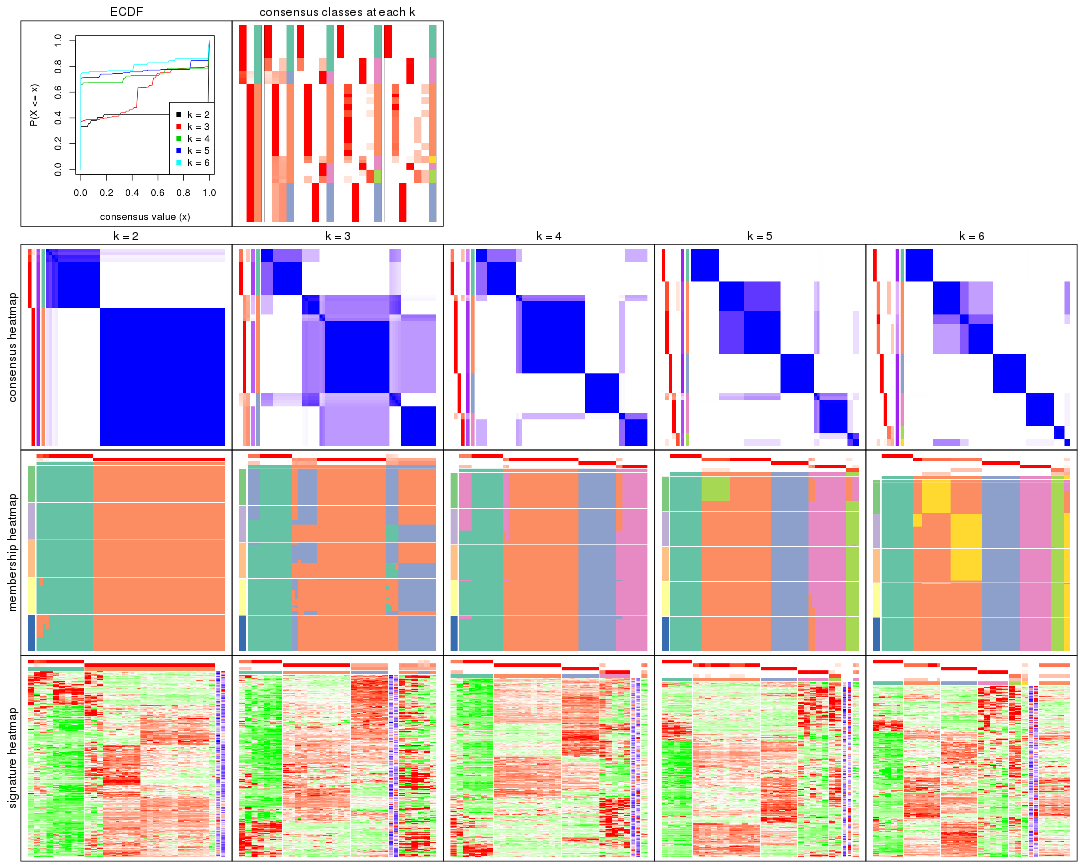 ECDF
consensus classes at each k
P(X <= x)
0.0 0.2 0.4 0.6 0.8 1.0
k = 2
k = 3
k = 4
k = 5
k = 6
0.0 0.2 0.4 0.6 0.8 1.0
consensus value (x)
k = 2
k = 3
k = 4
k = 5
k = 6
consensus heatmap
membership heatmap
signature heatmap